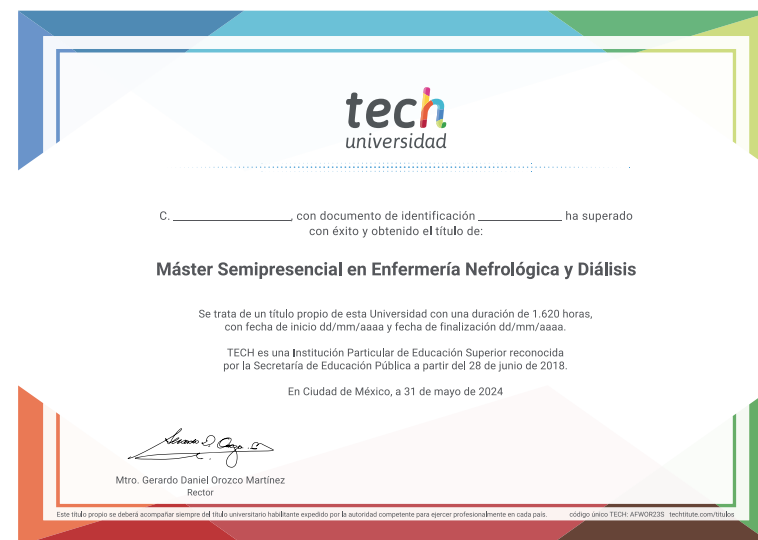 tech
universidad
C. ____________________, con documento de identificación ______________ ha superado
con éxito y obtenido el título de:
Máster Semipresencial en Enfermería Nefrológica y Diálisis
Se trata de un título propio de esta Universidad con una duración de 1.620 horas,
con fecha de inicio dd/mm/aaaa y fecha de finalización dd/mm/aaaa.
TECH es una Institución Particular de Educación Superior reconocida
por la Secretaría de Educación Pública a partir del 28 de junio de 2018.
En Ciudad de México, a 31 de mayo de 2024
Mtro. Gerardo Daniel Orozco Martínez
Rector
Este título propio se deberá acompañar siempre del título universitario habilitante expedido por la autoridad competente para ejercer profesionalmente en cada país. código único TECH: AFWOR23S techtitute.com/titulos